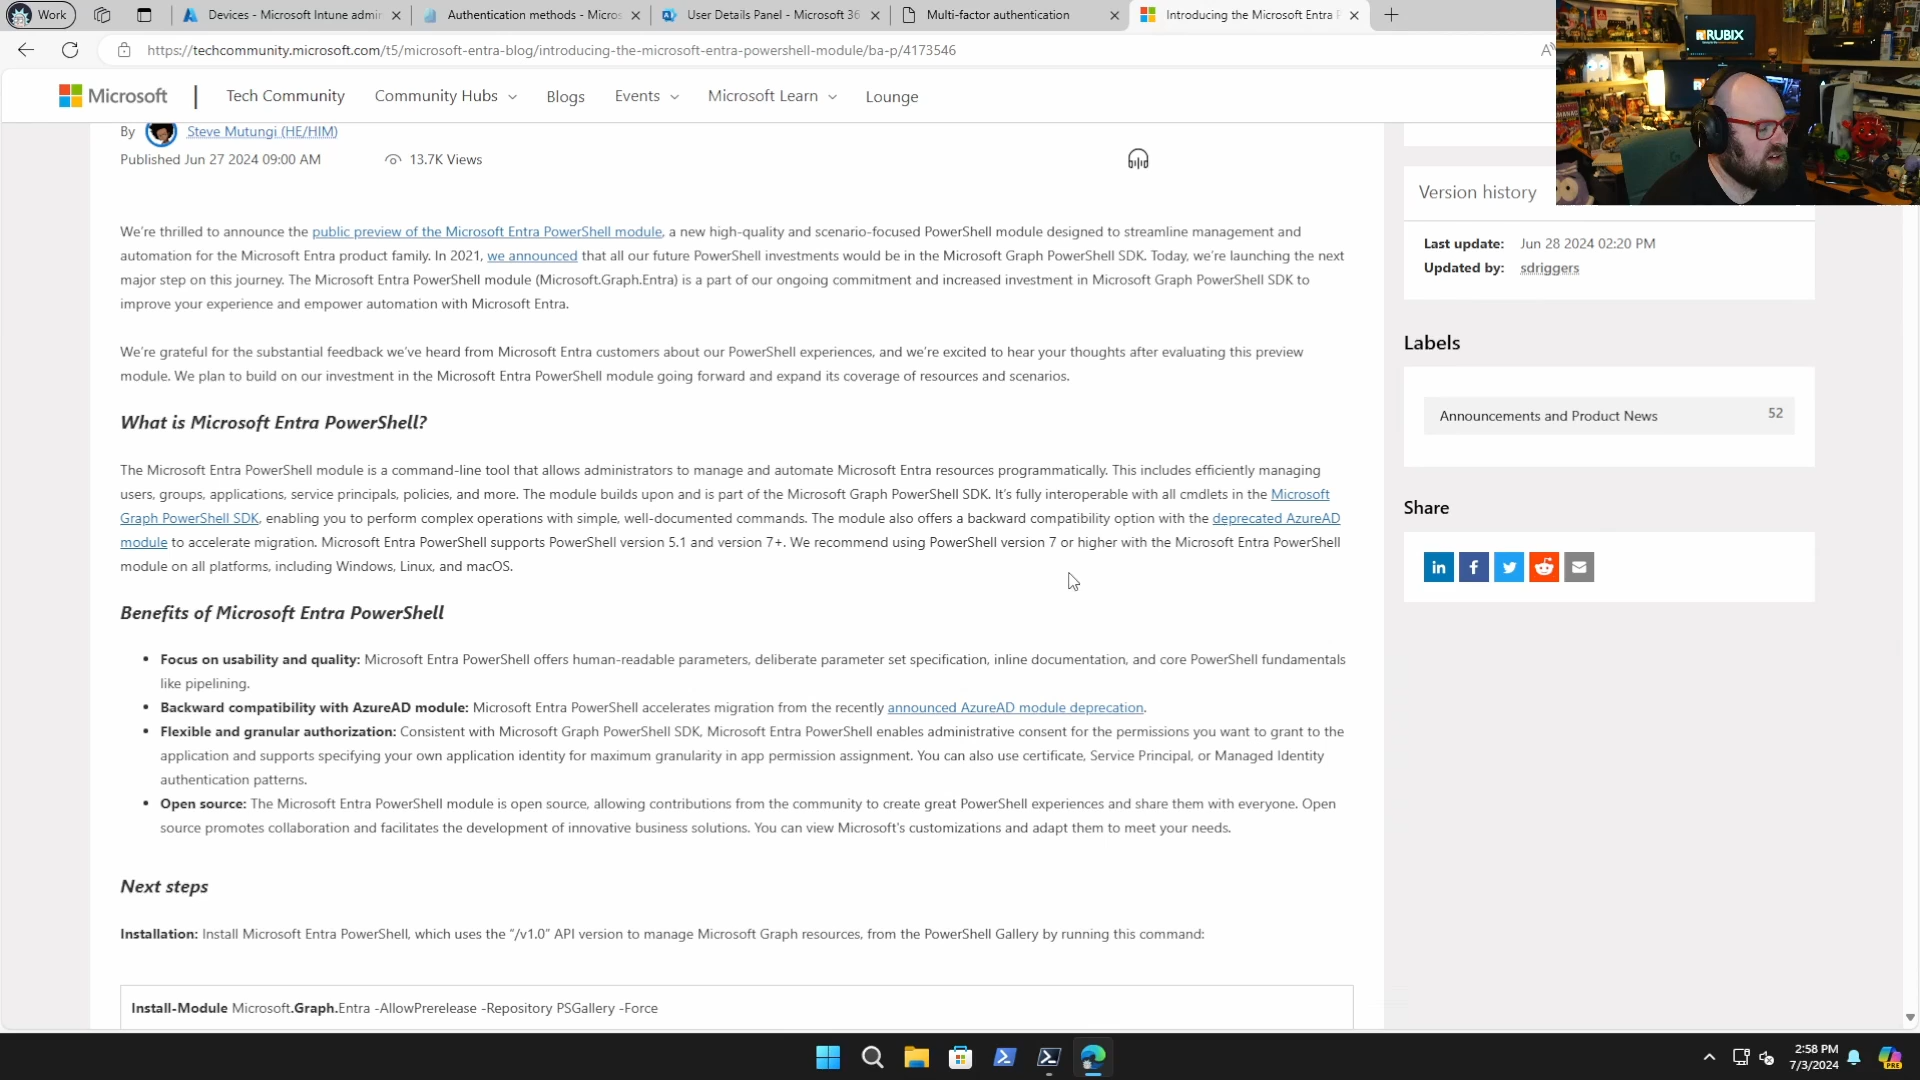 Work
Devices - Microsoft Intune admin
Authentication methods - Micros
User Details Panel - Microsoft 36
Multi-factor authentication
Introducing the Microsoft Entra P
https://techcommunity.microsoft.com/t5/microsoft-entra-blog/introducing-the-microsoft-entra-powershell-module/ba-p/4173546
RUBIX
Microsoft
Tech Community
Community Hubs
Blogs
Events
Microsoft Learn
Lounge
By Steve Mutungi (HE/HIM)
Published Jun 27 2024 09:00 AM
13.7K Views
We're thrilled to announce the public preview of the Microsoft Entra PowerShell module, a new high-quality and scenario-focused PowerShell module designed to streamline management and
automation for the Microsoft Entra product family. In 2021, we announced that all our future PowerShell investments would be in the Microsoft Graph PowerShell SDK. Today, we're launching the next
major step on this journey. The Microsoft Entra PowerShell module (Microsoft.Graph.Entra) is a part of our ongoing commitment and increased investment in Microsoft Graph PowerShell SDK to
improve your experience and empower automation with Microsoft Entra.
We're grateful for the substantial feedback we've heard from Microsoft Entra customers about our PowerShell experiences, and we're excited to hear your thoughts after evaluating this preview
module. We plan to build on our investment in the Microsoft Entra PowerShell module going forward and expand its coverage of resources and scenarios.
What is Microsoft Entra PowerShell?
The Microsoft Entra PowerShell module is a command-line tool that allows administrators to manage and automate Microsoft Entra resources programmatically. This includes efficiently managing
users, groups, applications, service principals, policies, and more. The module builds upon and is part of the Microsoft Graph PowerShell SDK. It's fully interoperable with all cmdlets in the Microsoft
Graph PowerShell SDK, enabling you to perform complex operations with simple, well-documented commands. The module also offers a backward compatibility option with the deprecated AzureAD
module to accelerate migration. Microsoft Entra PowerShell supports PowerShell version 5.1 and version 7+. We recommend using PowerShell version 7 or higher with the Microsoft Entra PowerShell
module on all platforms, including Windows, Linux, and macOS.
Benefits of Microsoft Entra PowerShell
• Focus on usability and quality: Microsoft Entra PowerShell offers human-readable parameters, deliberate parameter set specification, inline documentation, and core PowerShell fundamentals
like pipelining.
• Backward compatibility with AzureAD module: Microsoft Entra PowerShell accelerates migration from the recently announced AzureAD module deprecation.
• Flexible and granular authorization: Consistent with Microsoft Graph PowerShell SDK, Microsoft Entra PowerShell enables administrative consent for the permissions you want to grant to the
application and supports specifying your own application identity for maximum granularity in app permission assignment. You can also use certificate, Service Principal, or Managed Identity
authentication patterns.
• Open source: The Microsoft Entra PowerShell module is open source, allowing contributions from the community to create great PowerShell experiences and share them with everyone. Open
source promotes collaboration and facilitates the development of innovative business solutions. You can view Microsoft's customizations and adapt them to meet your needs.
Next steps
Installation: Install Microsoft Entra PowerShell, which uses the "/v1.0" API version to manage Microsoft Graph resources, from the PowerShell Gallery by running this command:
Install-Module Microsoft.Graph.Entra -AllowPrerelease -Repository PSGallery -Force
Version history
Last update: Jun 28 2024 02:20 PM
Updated by: sdriggers
Labels
Announcements and Product News 52
Share
2:58 PM
7/3/2024